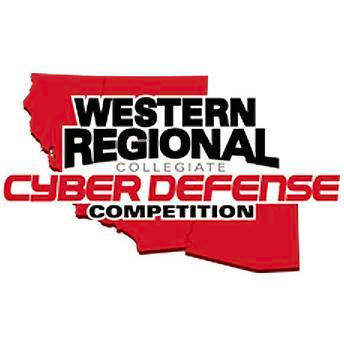 WESTERN
REGIONAL
COLLEGIATE
CYBER DEFENSE
COMPETITION